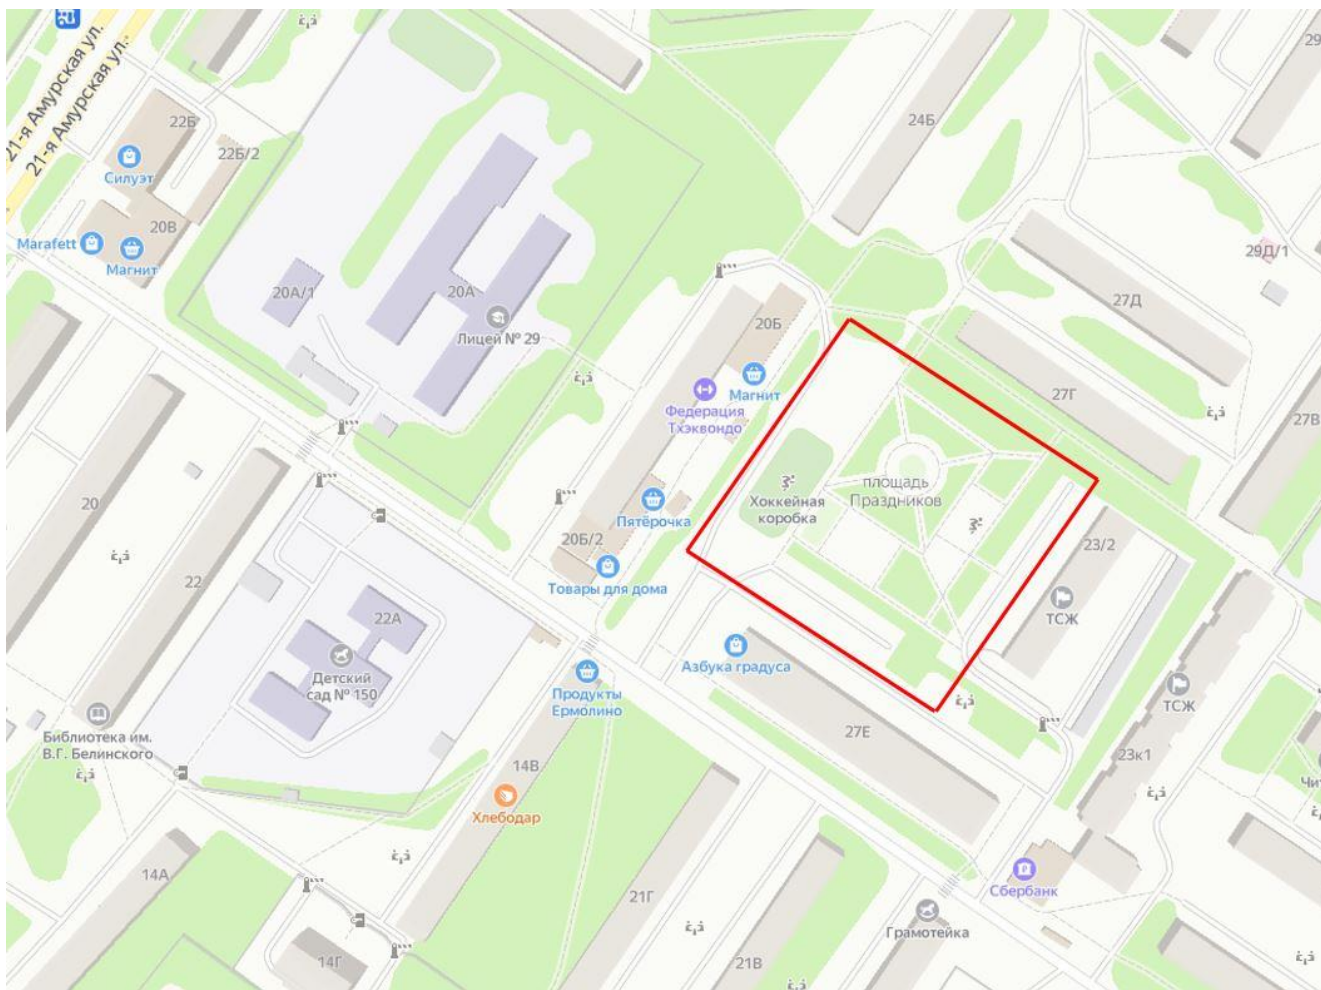 21-я Амурская ул.
21-я Амурская ул.
22Б
22Б/2
Силуэт
20В
Marafett
Магнит
20А/1
20А
Лицей № 29
24Б
29
29Д/1
27Д
20Б
Магнит
Федерация
Тхэквондо
27Г
27В
площадь
Праздников
Хоккейная
коробка
Пятёрочка
20Б/2
Товары для дома
23/2
ТСЖ
20
22
22А
Детский
сад № 150
Азбука градуса
Продукты
Ермолино
27Е
ТСЖ
23к1
Библиотека им.
В.Г. Белинского
14В
Хлебодар
Чит
14А
21Г
Сбербанк
Грамотейка
14Г
21В